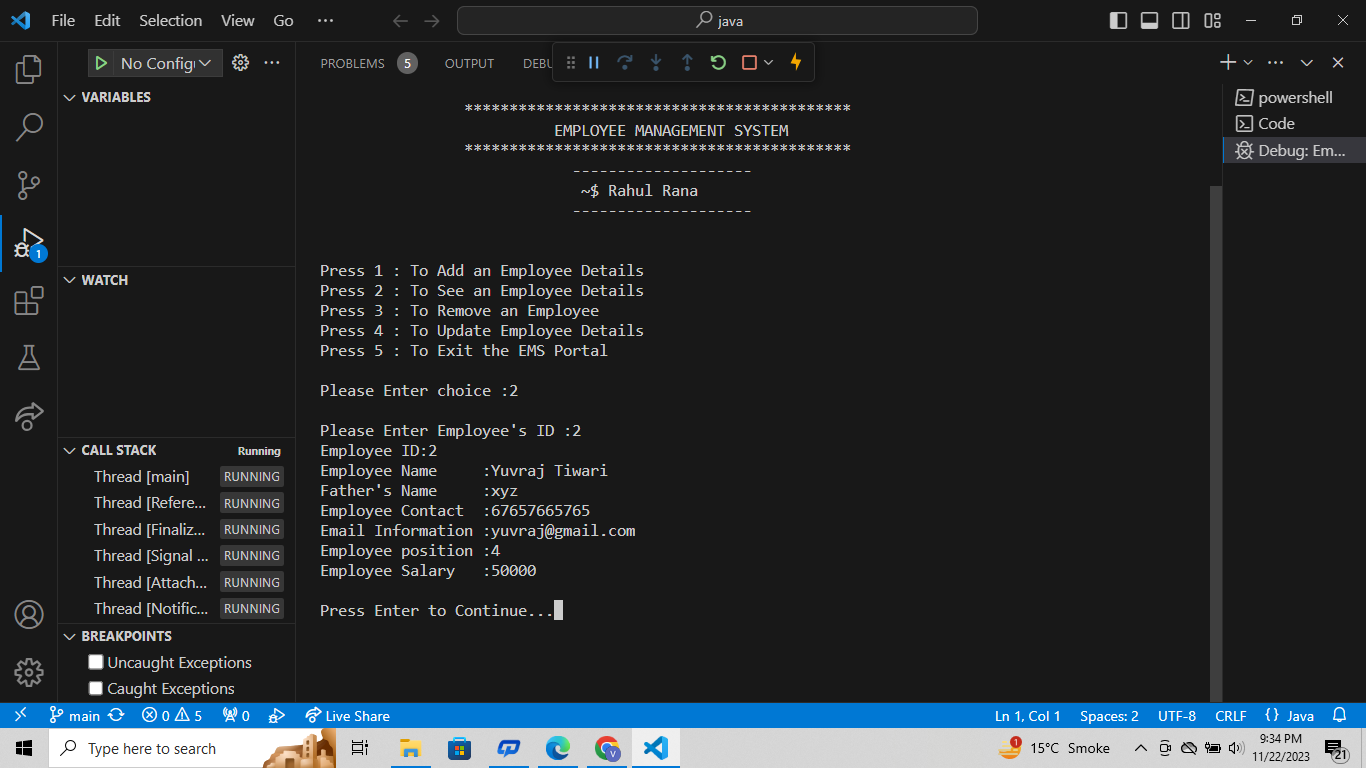 File Edit Selection View Go ··· java
No Config
PROBLEMS 5 OUTPUT DEBU
VARIABLES
WATCH
CALL STACK Running
Thread [main] RUNNING
Thread [Refere... RUNNING
Thread [Finaliz... RUNNING
Thread [Signal ... RUNNING
Thread [Attach... RUNNING
Thread [Notific... RUNNING
BREAKPOINTS
Uncaught Exceptions
Caught Exceptions
*******************************************
EMPLOYEE MANAGEMENT SYSTEM
*******************************************
--------------------
~$ Rahul Rana
--------------------
Press 1 : To Add an Employee Details
Press 2 : To See an Employee Details
Press 3 : To Remove an Employee
Press 4 : To Update Employee Details
Press 5 : To Exit the EMS Portal
Please Enter choice :2
Please Enter Employee's ID :2
Employee ID:2
Employee Name     :Yuvraj Tiwari
Father's Name     :xyz
Employee Contact  :67657665765
Email Information :yuvraj@gmail.com
Employee position :4
Employee Salary   :50000
Press Enter to Continue...
powershell
Code
Debug: Em...
1
main 0 5 0 Live Share Ln 1, Col 1 Spaces: 2 UTF-8 CRLF {} Java
Type here to search 1 15°C Smoke 9:34 PM
11/22/2023 21